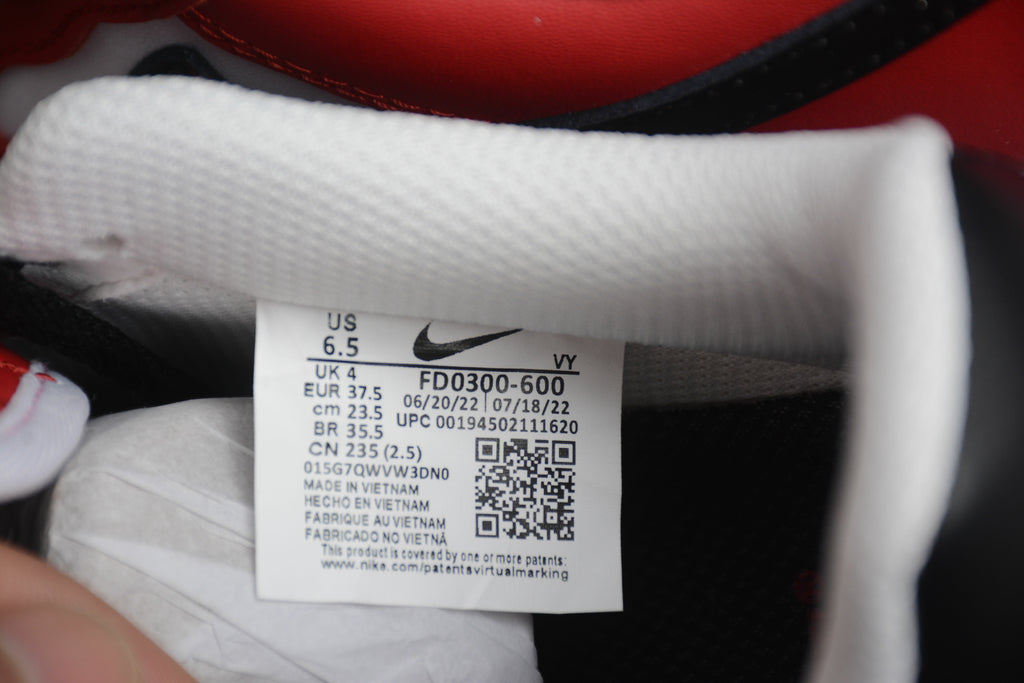 US
6.5
VY
UK 4
FD0300-600
EUR 37.5
06/20/22 07/18/22
cm 23.5
UPC 00194502111620
BR 35.5
CN 235 (2.5)
015G7QWVW3DN0
MADE IN VIETNAM
HECHO EN VIETNAM
FABRIQUE AU VIETNAM
FABRICADO NO VIETNÃ
This product is covered by one or more patents:
www.nike.com/patentsvirtualmarking